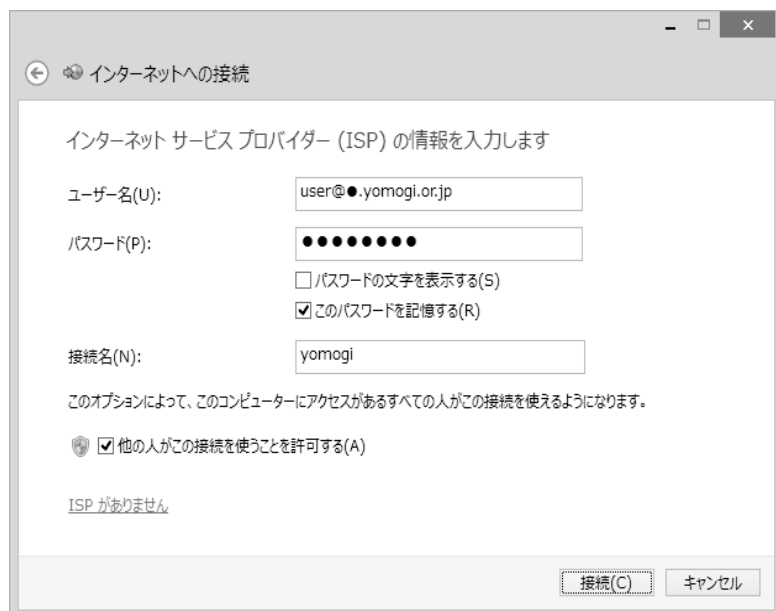 インターネットへの接続
インターネット サービス プロバイダー (ISP) の情報を入力します
ユーザー名(U):
user@●.yomogi.or.jp
パスワード(P):
●●●●●●●●
パスワードの文字を表示する(S)
このパスワードを記憶する(R)
接続名(N):
yomogi
このオプションによって、このコンピューターにアクセスがあるすべての人がこの接続を使えるようになります。
他の人がこの接続を使うことを許可する(A)
ISP がありません
接続(C)
キャンセル